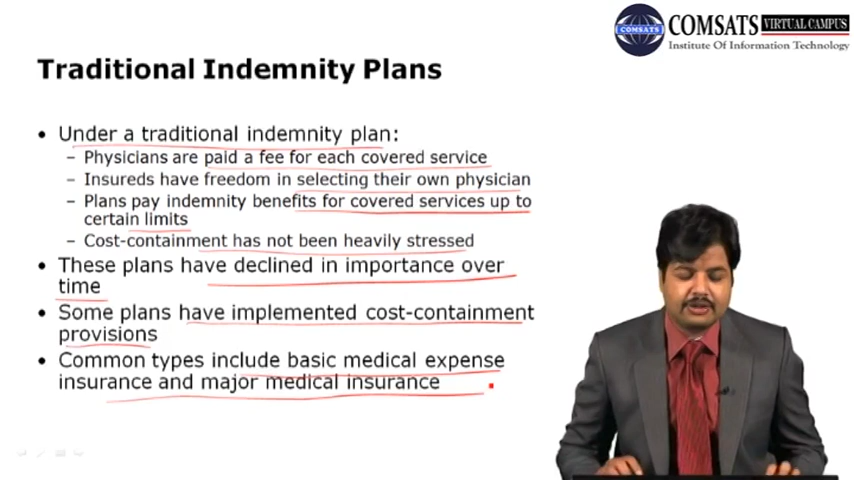 COMSATS
COMSATS VIRTUAL CAMPUS
Institute Of Information Technology
Traditional Indemnity Plans
• Under a traditional indemnity plan:
– Physicians are paid a fee for each covered service
– Insureds have freedom in selecting their own physician
– Plans pay indemnity benefits for covered services up to
certain limits
– Cost-containment has not been heavily stressed
• These plans have declined in importance over
time
• Some plans have implemented cost-containment
provisions
• Common types include basic medical expense
insurance and major medical insurance